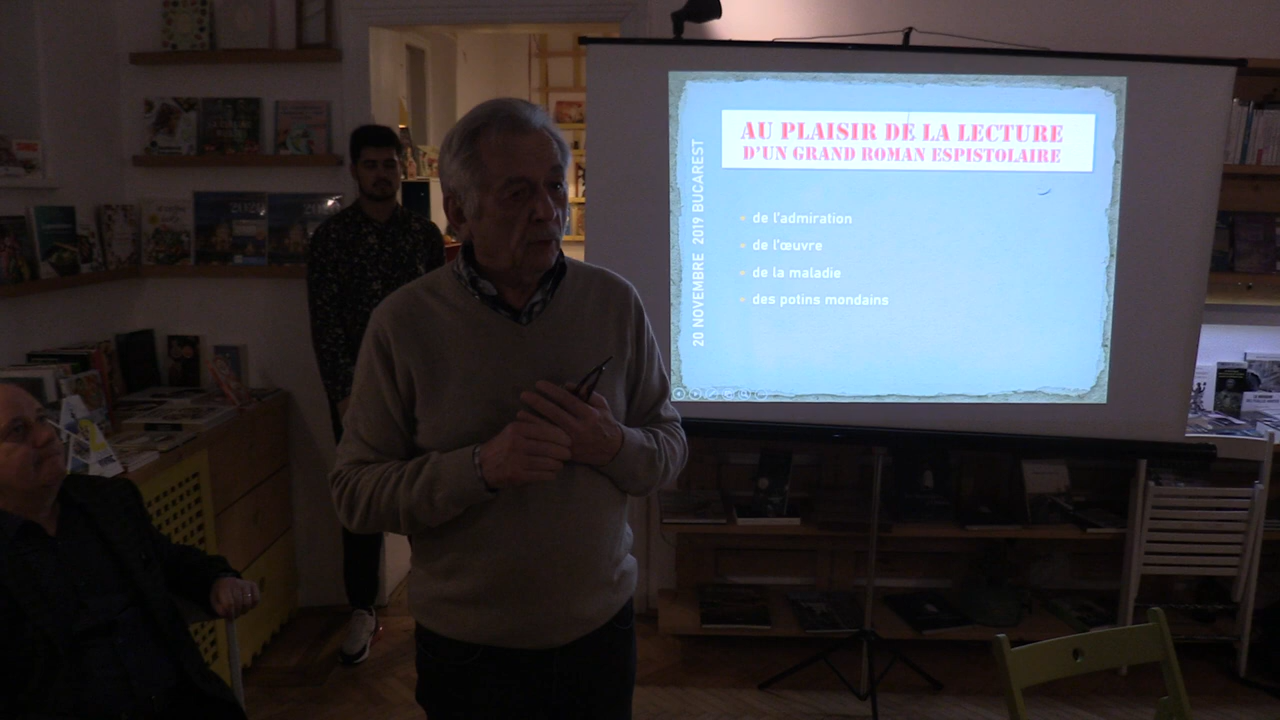 AU PLAISIR DE LA LECTURE
D'UN GRAND ROMAN ESPISTOLAIRE
20 NOVEMBRE 2019 BUCAREST
de l'admiration
de l'œuvre
de la maladie
des potins mondains